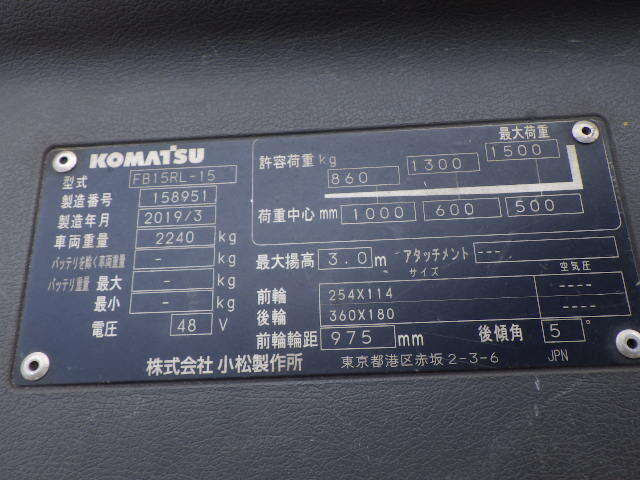 KOMATSU
型式 FB15RL-15
製造番号 158951
製造年月 2019/3
車両重量 2240 kg
バッテリを除く車両重量 - kg
バッテリ重量 最大 - kg
最小 - kg
電圧 48 V
最大荷重
許容荷重 kg 860 1300 1500
荷重中心 mm 1000 600 500
最大揚高 3.0 m アタッチメント ---
サイズ 空気圧
前輪 254X114 ----
後輪 360X180 ----
前輪輪距 975 mm 後傾角 5°
株式会社 小松製作所 東京都港区赤坂2-3-6 JPN